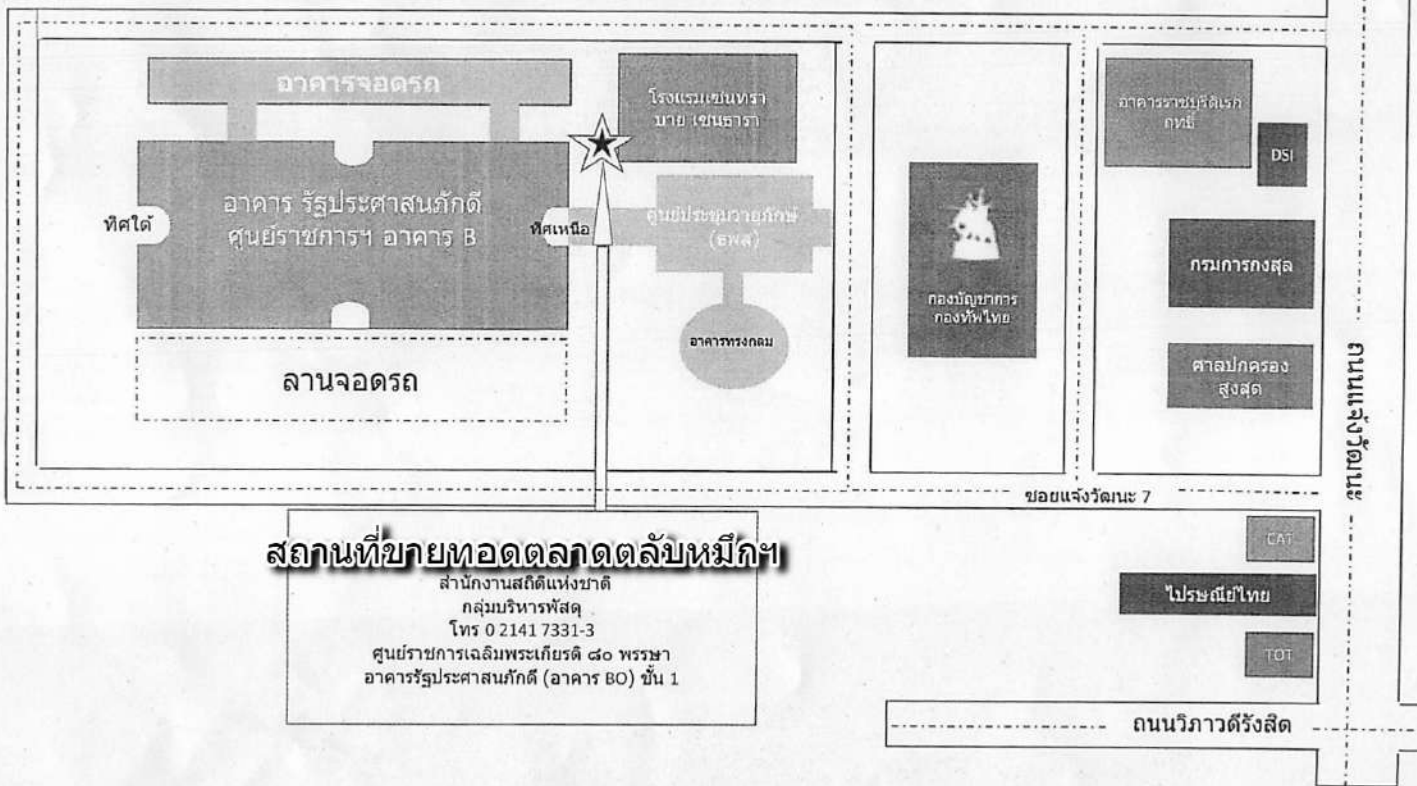 อาคารจอดรถ
โรงแรมเซ็นทรา
บาย เซนธารา
อาคารราชบุรีดิเรก
ฤทธิ์
DSI
อาคาร รัฐประศาสนภักดี
ศูนย์ราชการฯ อาคาร B
ทิศใต้
ทิศเหนือ
ศูนย์ประชุมวายุภักษ์
(ธพส)
กรมการกงสุล
กองบัญชาการ
กองทัพไทย
อาคารทรงกลม
ศาลปกครอง
สูงสุด
ลานจอดรถ
ถนนแจ้งวัฒนะ
ซอยแจ้งวัฒนะ 7
สถานที่ขายทอดตลาดตลับหมึกฯ
สำนักงานสถิติแห่งชาติ
กลุ่มบริหารพัสดุ
โทร 0 2141 7331-3
ศูนย์ราชการเฉลิมพระเกียรติ ๘๐ พรรษา
อาคารรัฐประศาสนภักดี (อาคาร BO) ชั้น 1
CAT
ไปรษณีย์ไทย
TOT
ถนนวิภาวดีรังสิต